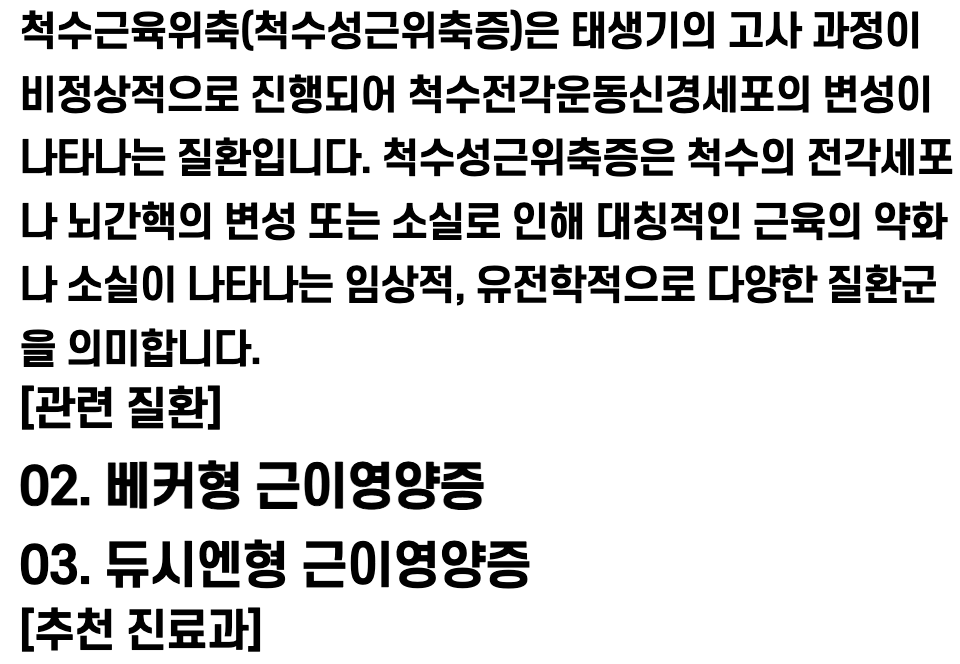 척수근육위축(척수성근위축증)은 태생기의 고사 과정이
비정상적으로 진행되어 척수전각운동신경세포의 변성이
나타나는 질환입니다. 척수성근위축증은 척수의 전각세포
나 뇌간핵의 변성 또는 소실로 인해 대칭적인 근육의 약화
나 소실이 나타나는 임상적, 유전학적으로 다양한 질환군
을 의미합니다.
[관련 질환]
02. 베커형 근이영양증
03. 듀시엔형 근이영양증
[추천 진료과]